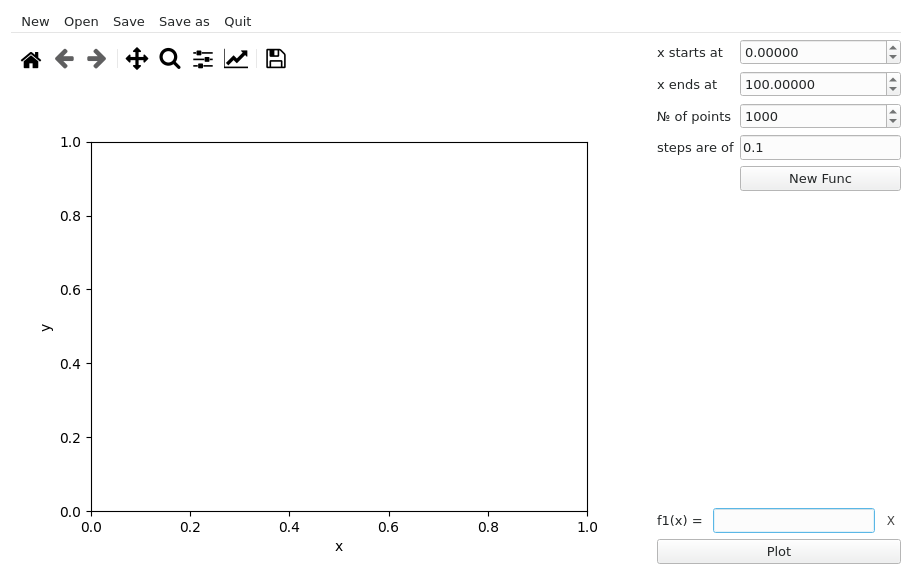 New Open Save Save as Quit
x starts at 0.00000
x ends at 100.00000
№ of points 1000
steps are of 0.1
New Func
1.0
0.8
0.6
0.4
0.2
0.0
y
0.0 0.2 0.4 0.6 0.8 1.0
x
f1(x) = X
Plot